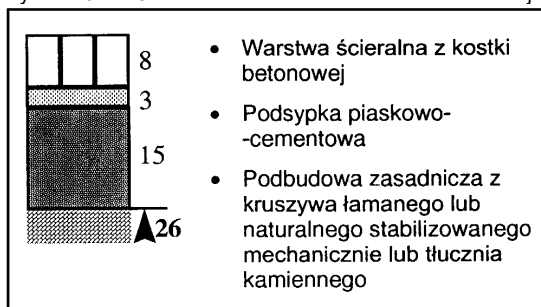 8
3
15
26
• Warstwa ścieralna z kostki
betonowej
• Podsypka piaskowo-
-cementowa
• Podbudowa zasadnicza z
kruszywa łamanego lub
naturalnego stabilizowanego
mechanicznie lub tłucznia
kamiennego